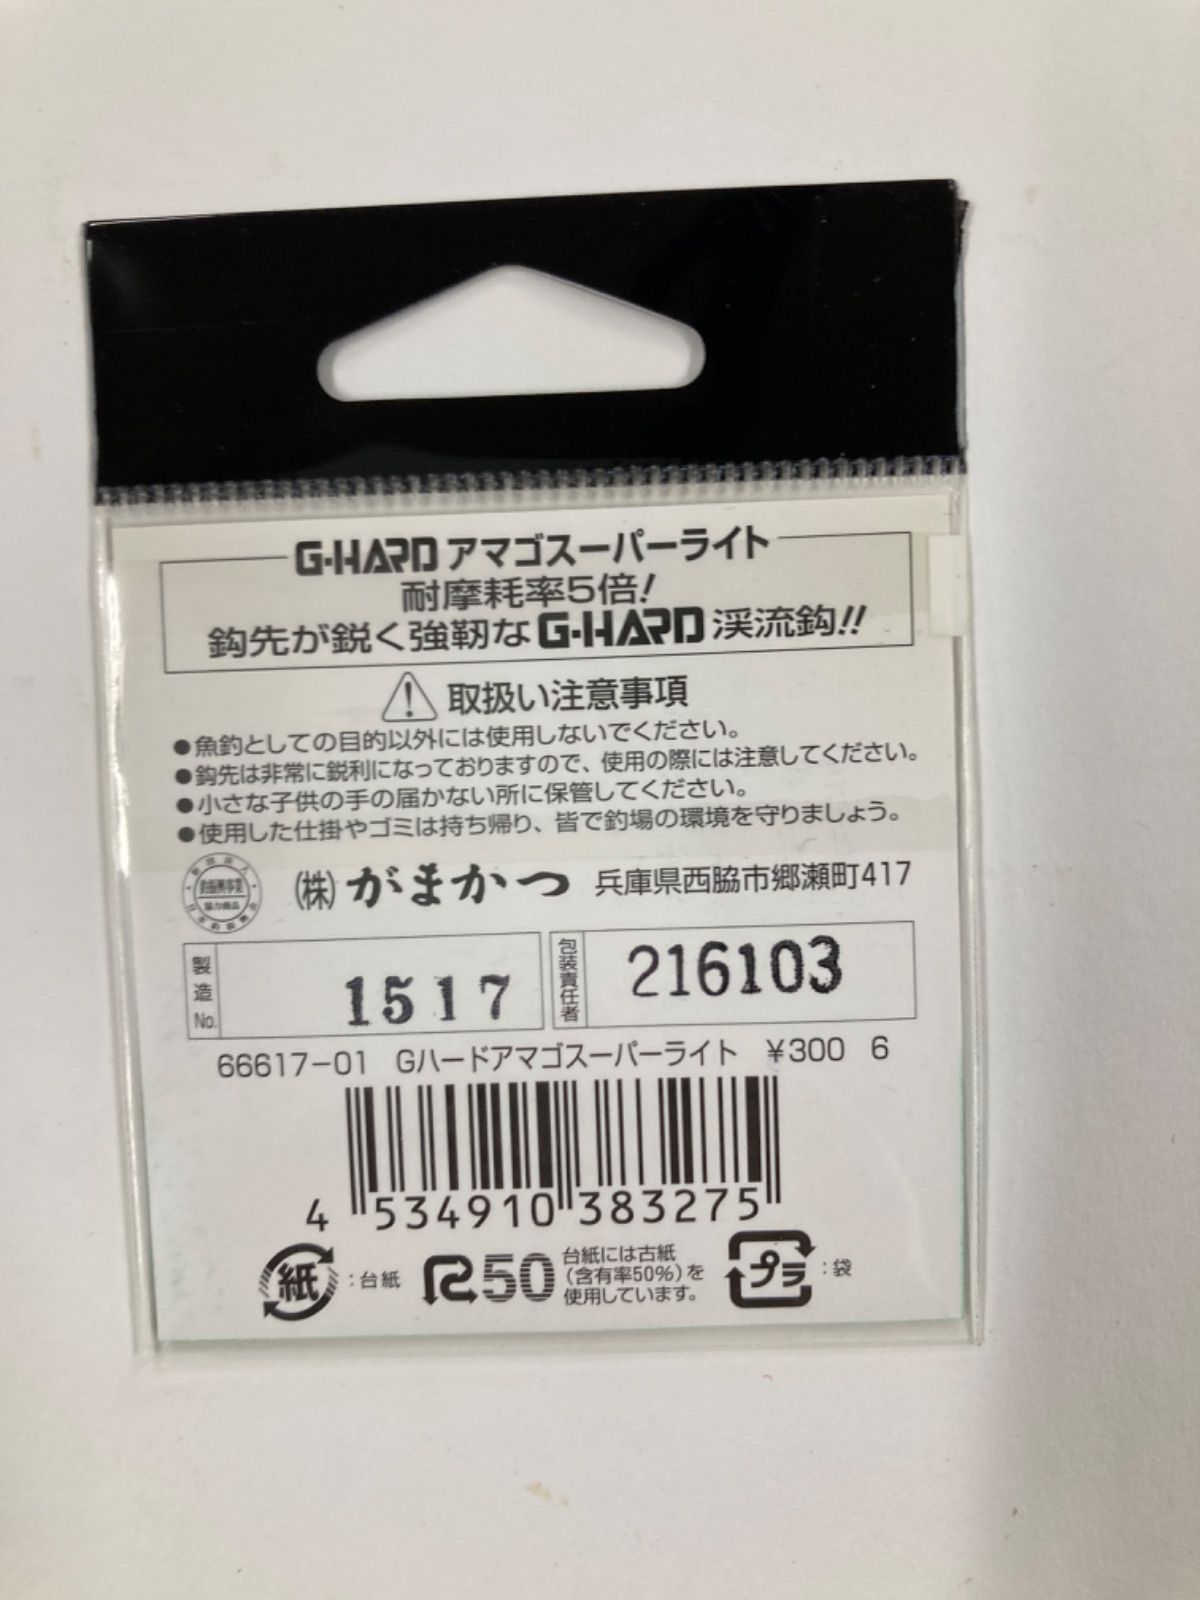 G-HARD アマゴスーパーライト
耐摩耗率5倍!
鈎先が鋭く強靭なG-HARD渓流鈎!!
取扱い注意事項
●魚釣としての目的以外には使用しないでください。
●鈎先は非常に鋭利になっておりますので、使用の際には注意してください。
●小さな子供の手の届かない所に保管してください。
●使用した仕掛やゴミは持ち帰り、皆で釣場の環境を守りましょう。
㈱がまかつ 兵庫県西脇市郷瀬町417
製造No. 1517 包装責任者 216103
66617-01 Gハードアマゴスーパーライト ¥300 6
4 534910 383275
紙:台紙 R50 台紙には古紙
(含有率50%)を
使用しています。
プラ:袋